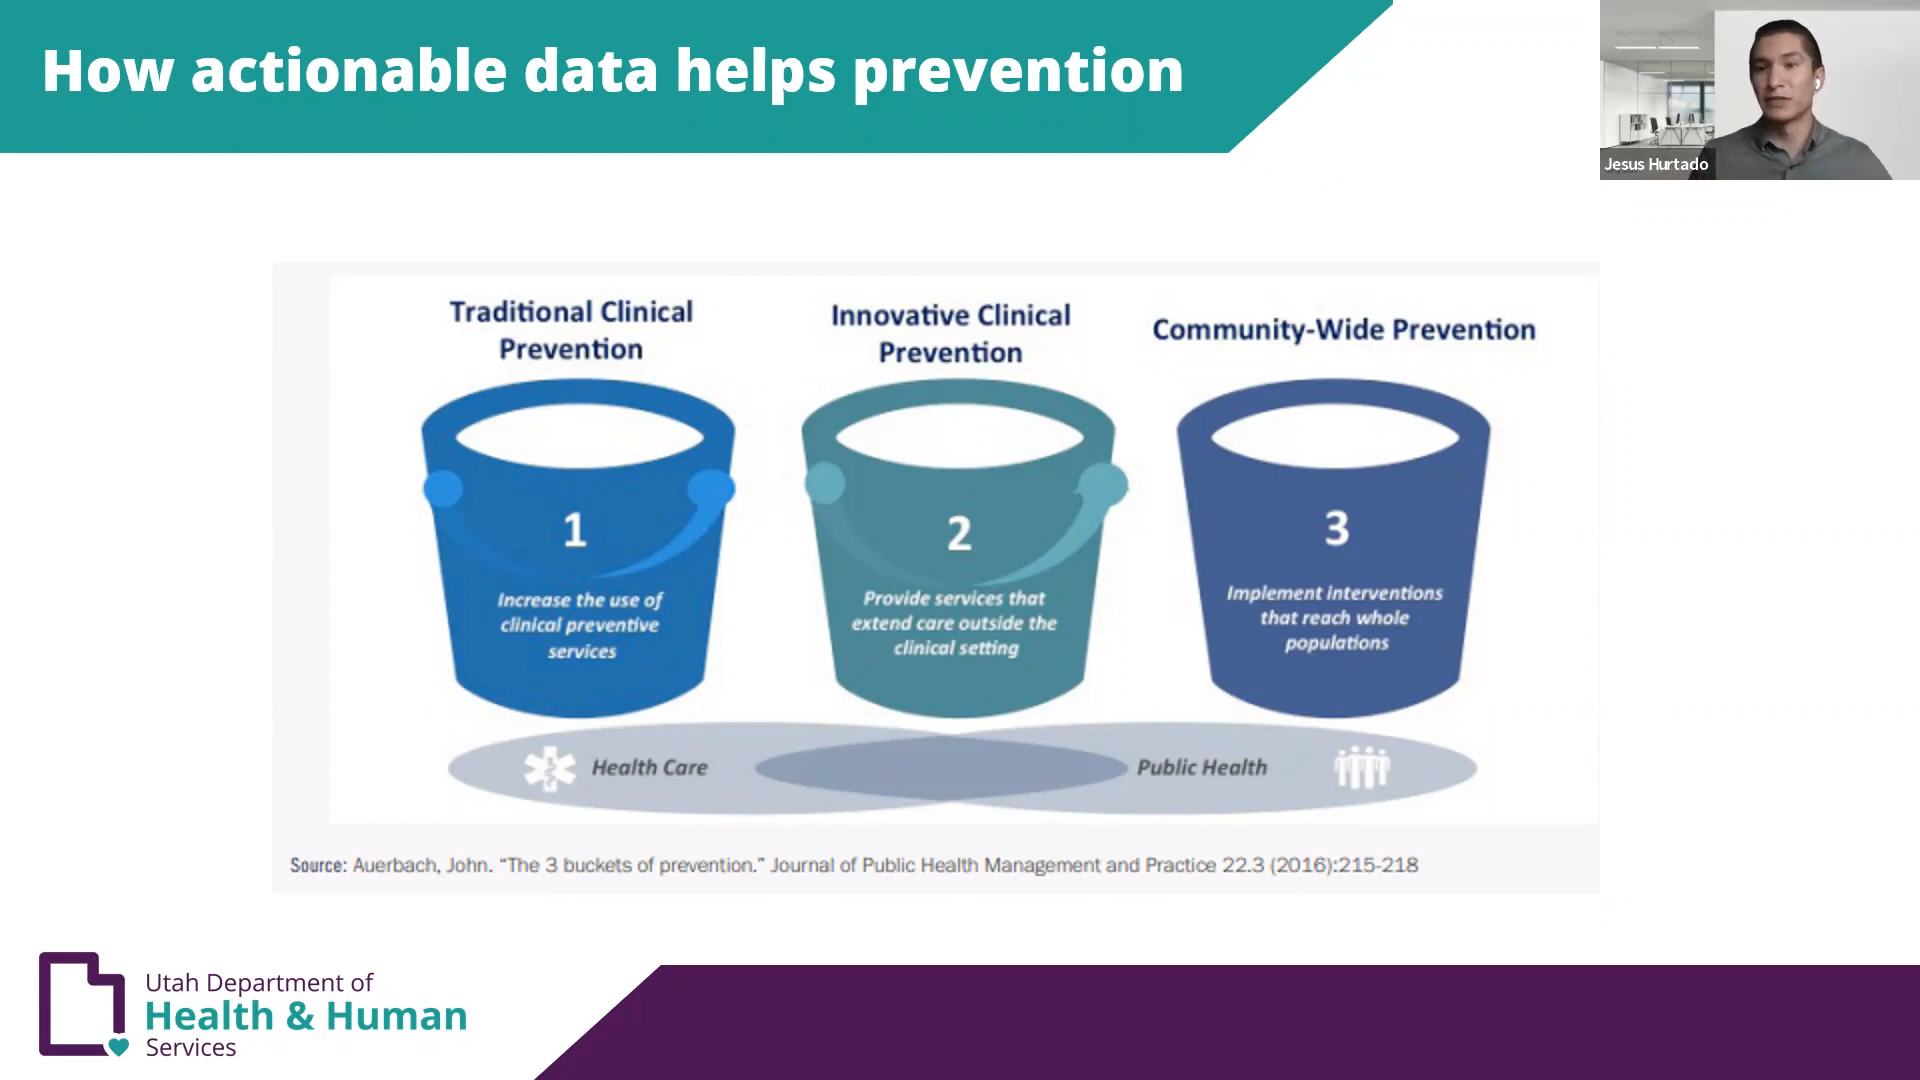 How actionable data helps prevention
Jesus Hurtado
Traditional Clinical
Prevention
Innovative Clinical
Prevention
Community-Wide Prevention
1
Increase the use of
clinical preventive
services
2
Provide services that
extend care outside the
clinical setting
3
Implement interventions
that reach whole
populations
Health Care
Public Health
Source: Auerbach, John. “The 3 buckets of prevention.” Journal of Public Health Management and Practice 22.3 (2016):215-218
Utah Department of
Health & Human
Services